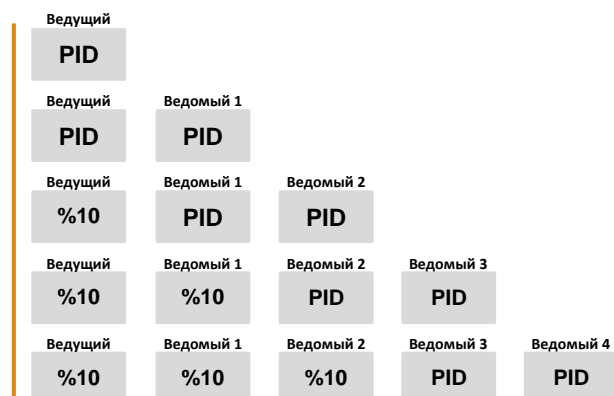 Ведущий
PID
Ведущий Ведомый 1
PID PID
Ведущий Ведомый 1 Ведомый 2
%10 PID PID
Ведущий Ведомый 1 Ведомый 2 Ведомый 3
%10 %10 PID PID
Ведущий Ведомый 1 Ведомый 2 Ведомый 3 Ведомый 4
%10 %10 %10 PID PID